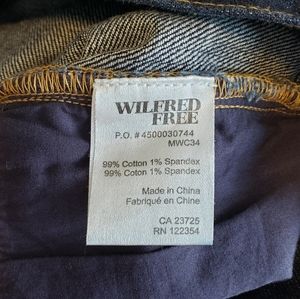 WILFRED
FREE
P.O. # 4500030744
MWC34
99% Cotton 1% Spandex
99% Cotton 1% Spandex
Made in China
Fabriqué en Chine
CA 23725
RN 122354